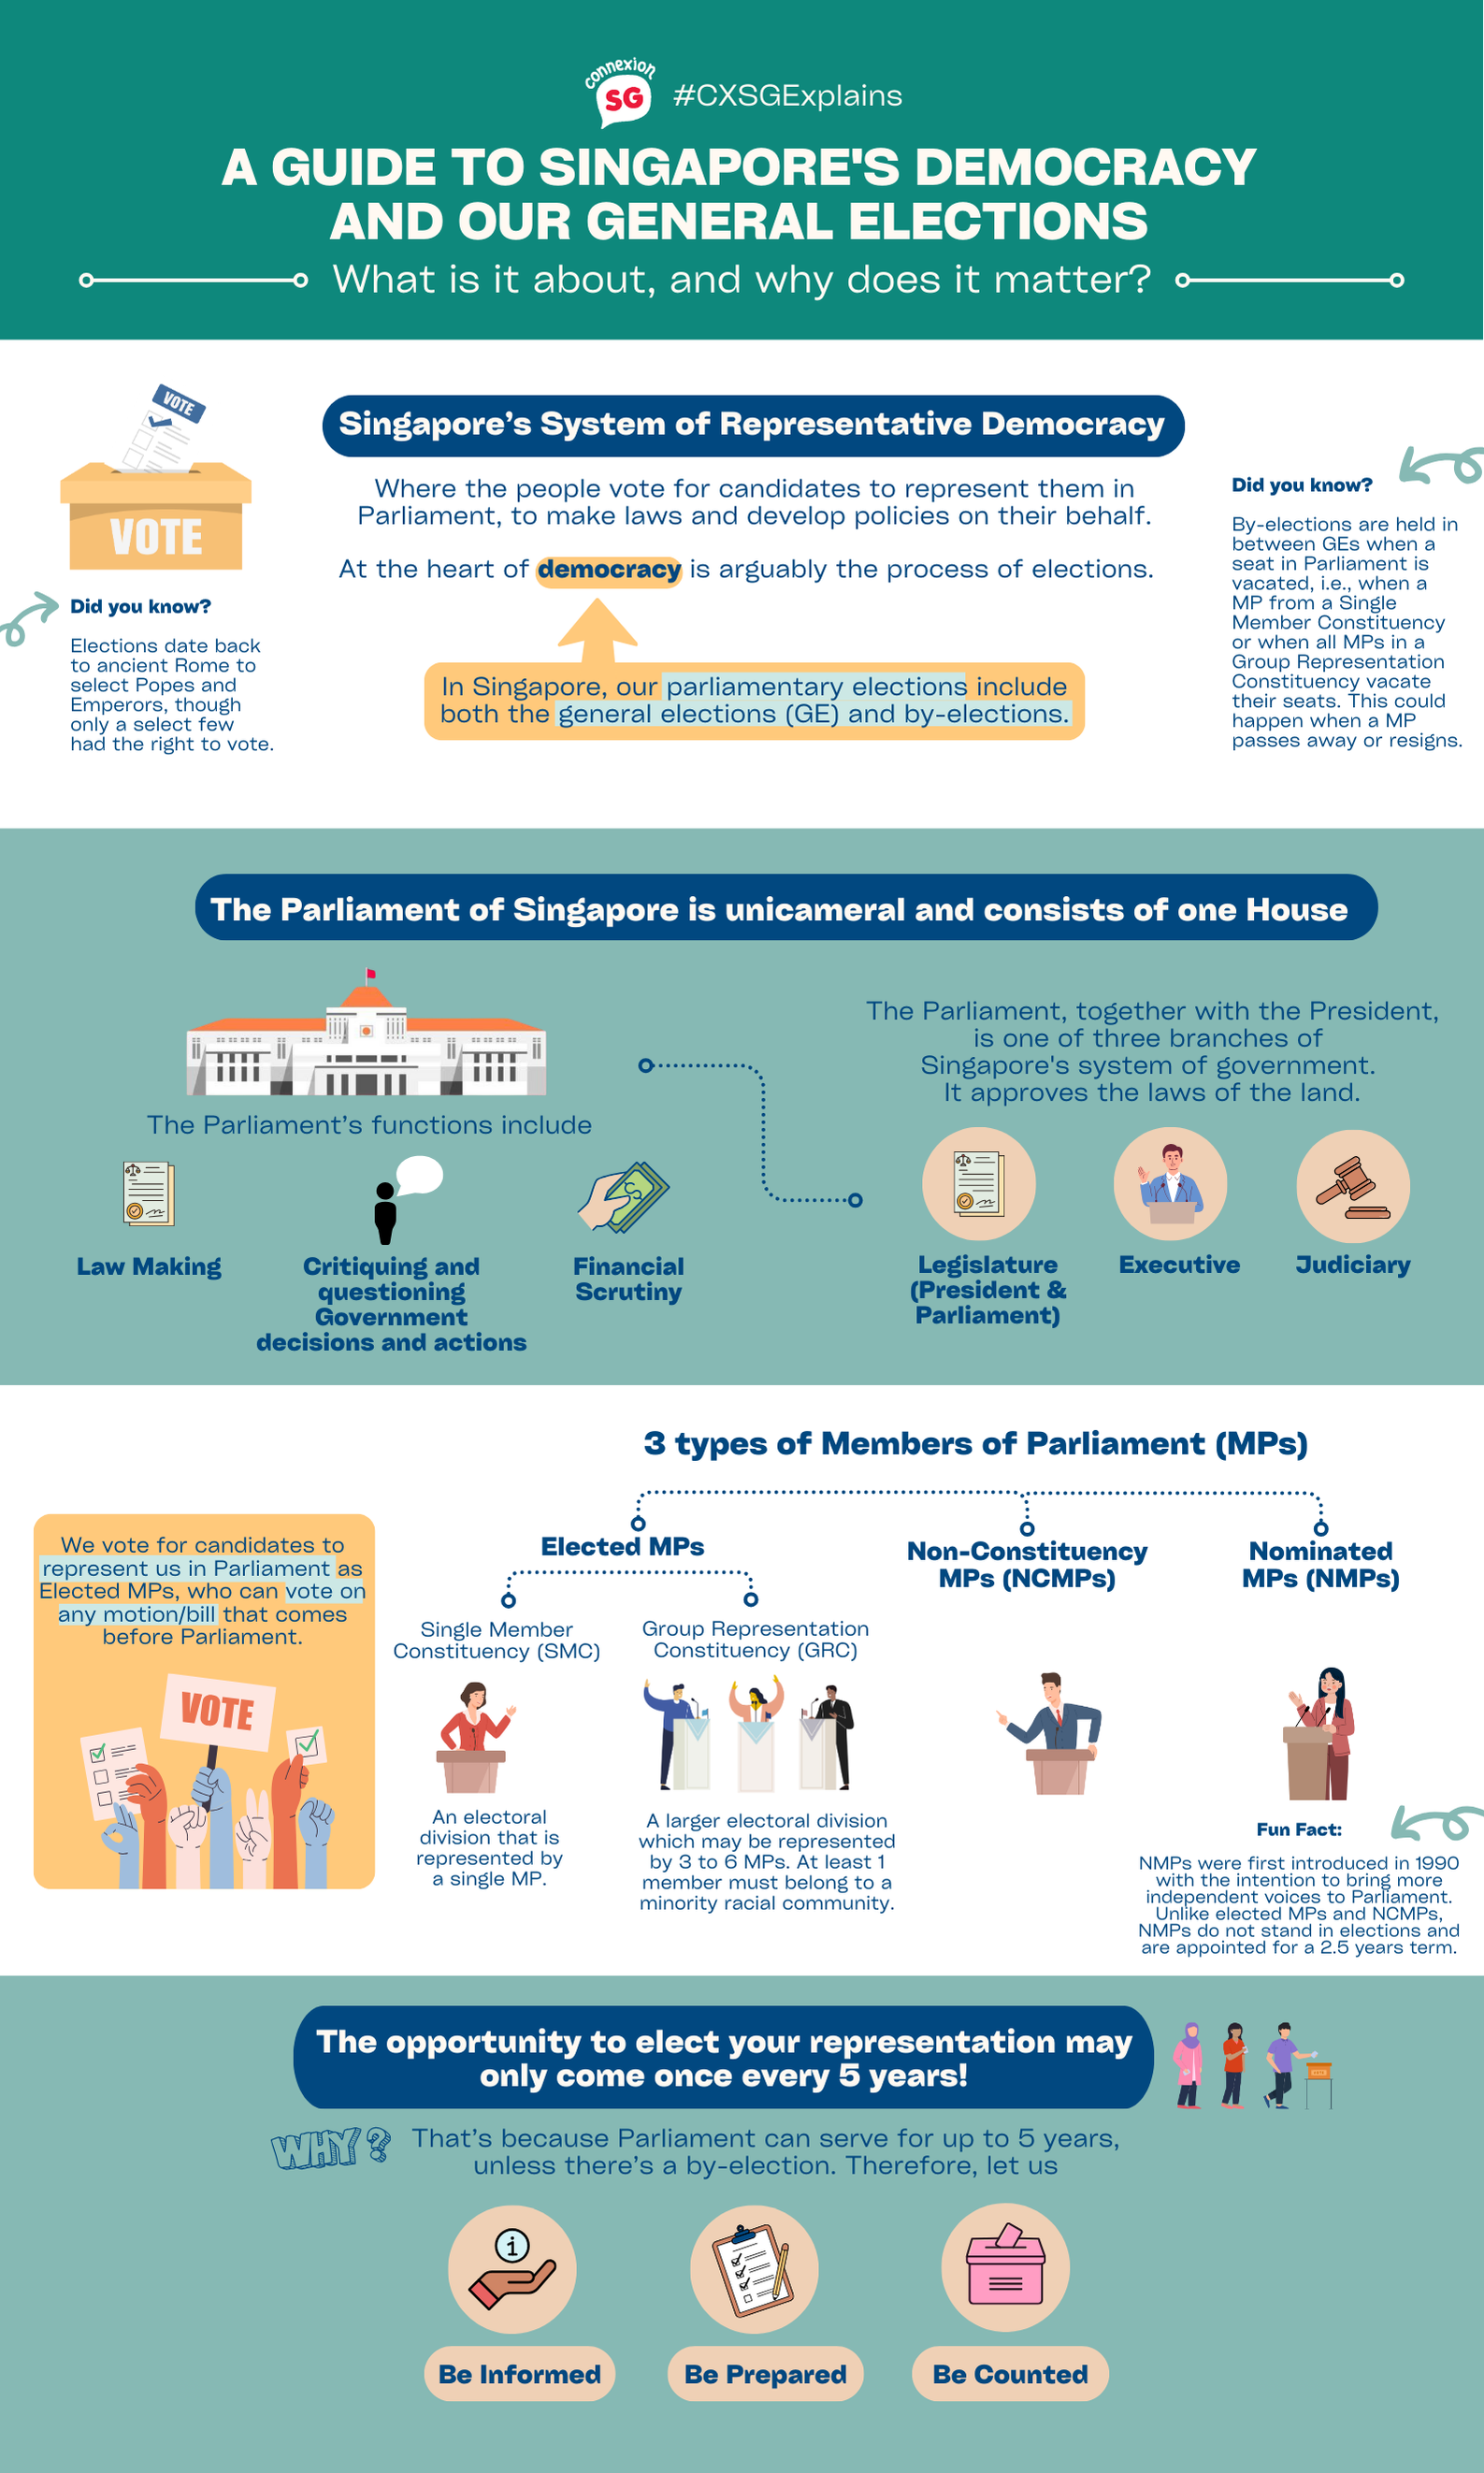 connexion
SG
#CXSGExplains
A GUIDE TO SINGAPORE'S DEMOCRACY
AND OUR GENERAL ELECTIONS
What is it about, and why does it matter?
VOTE
VOTE
Did you know?
Elections date back
to ancient Rome to
select Popes and
Emperors, though
only a select few
had the right to vote.
Singapore's System of Representative Democracy
Where the people vote for candidates to represent them in
Parliament, to make laws and develop policies on their behalf.
At the heart of democracy is arguably the process of elections.
In Singapore, our parliamentary elections include
both the general elections (GE) and by-elections.
Did you know?
By-elections are held in
between GEs when a
seat in Parliament is
vacated, i.e., when a
MP from a Single
Member Constituency
or when all MPs in a
Group Representation
Constituency vacate
their seats. This could
happen when a MP
passes away or resigns.
The Parliament of Singapore is unicameral and consists of one House
The Parliament's functions include
Law Making
Critiquing and
questioning
Government
decisions and actions
Financial
Scrutiny
The Parliament, together with the President,
is one of three branches of
Singapore's system of government.
It approves the laws of the land.
Legislature
(President &
Parliament)
Executive
Judiciary
3 types of Members of Parliament (MPs)
We vote for candidates to
represent us in Parliament as
Elected MPs, who can vote on
any motion/bill that comes
before Parliament.
VOTE
Elected MPs
Single Member
Constituency (SMC)
An electoral
division that is
represented by
a single MP.
Group Representation
Constituency (GRC)
A larger electoral division
which may be represented
by 3 to 6 MPs. At least 1
member must belong to a
minority racial community.
Non-Constituency
MPs (NCMPs)
Nominated
MPs (NMPs)
Fun Fact:
NMPs were first introduced in 1990
with the intention to bring more
independent voices to Parliament.
Unlike elected MPs and NCMPs,
NMPs do not stand in elections and
are appointed for a 2.5 years term.
The opportunity to elect your representation may
only come once every 5 years!
VOTE
WHY?
That's because Parliament can serve for up to 5 years,
unless there's a by-election. Therefore, let us
i
Be Informed
Be Prepared
Be Counted